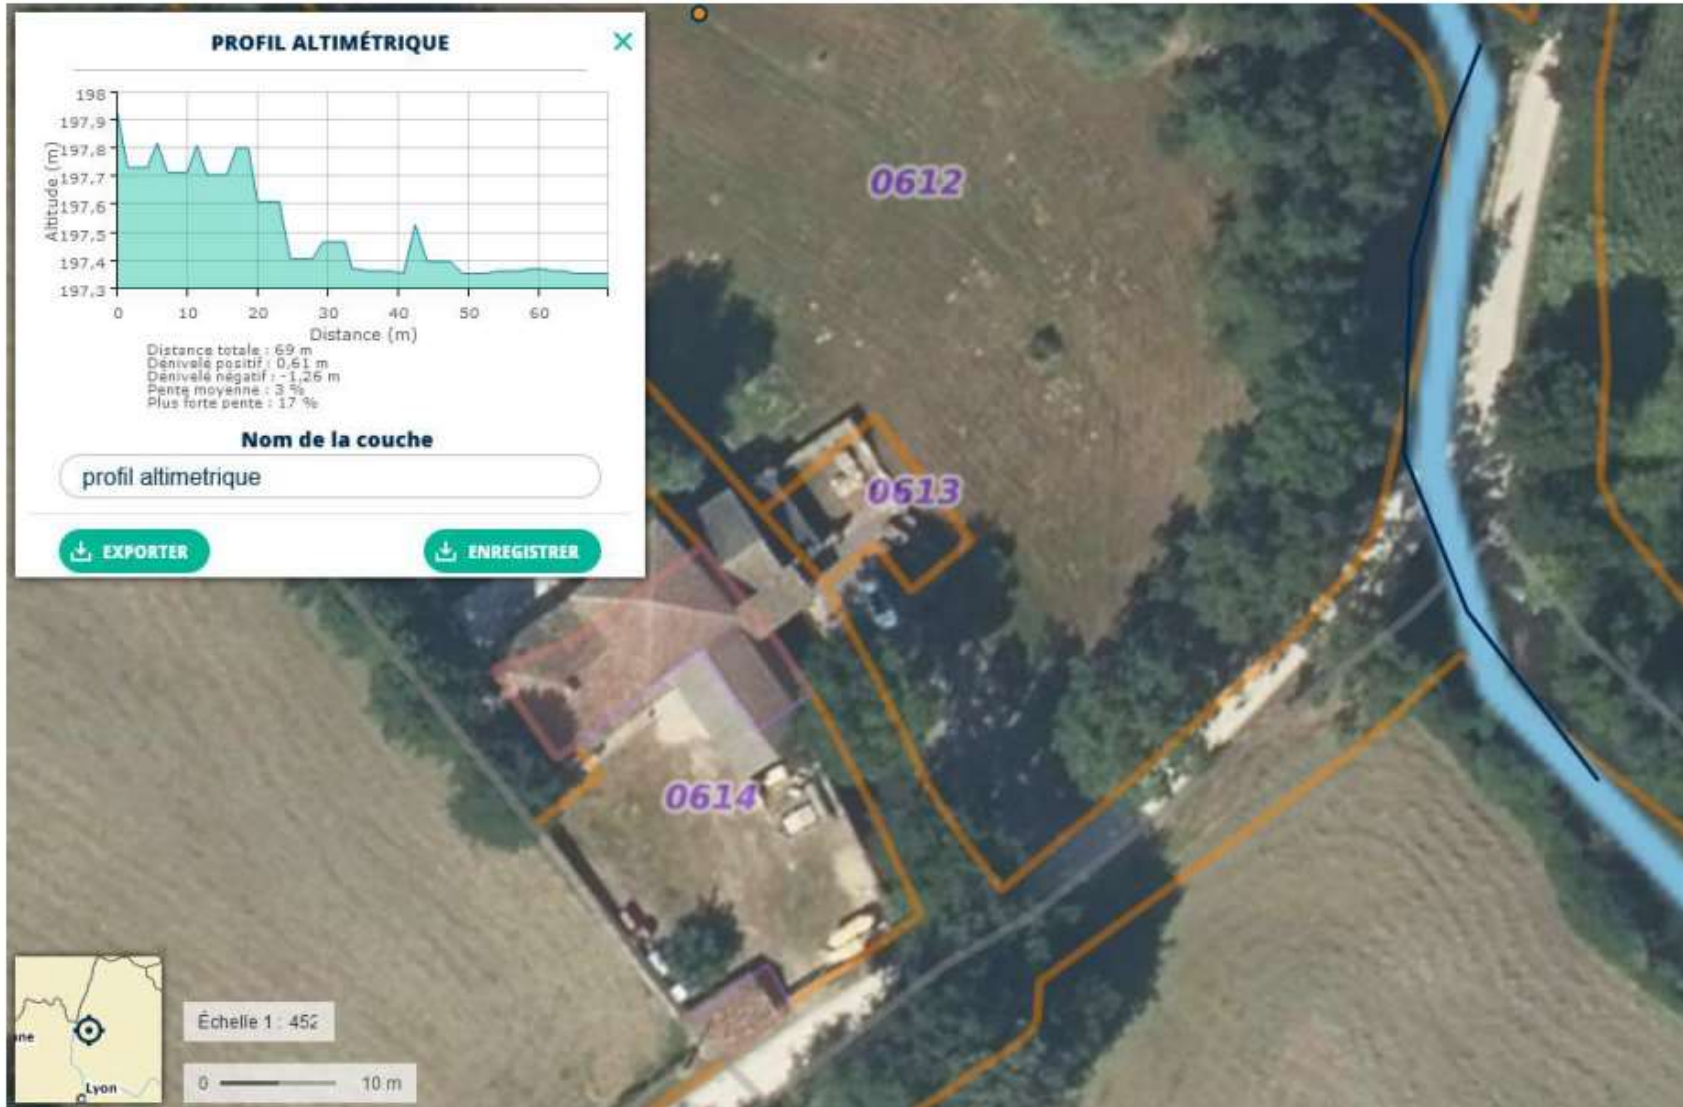 PROFIL ALTIMÉTRIQUE
198
197,9
197,8
197,7
197,6
197,5
197,4
197,3
Altitude (m)
0 10 20 30 40 50 60
Distance (m)
Distance totale : 69 m
Dénivelé positif : 0,61 m
Dénivelé négatif : -1,26 m
Pente moyenne : 3 %
Plus forte pente : 17 %
Nom de la couche
profil altimetrique
EXPORTER
ENREGISTRER
0612
0613
0614
ne
Lyon
Échelle 1 : 452
0 10 m